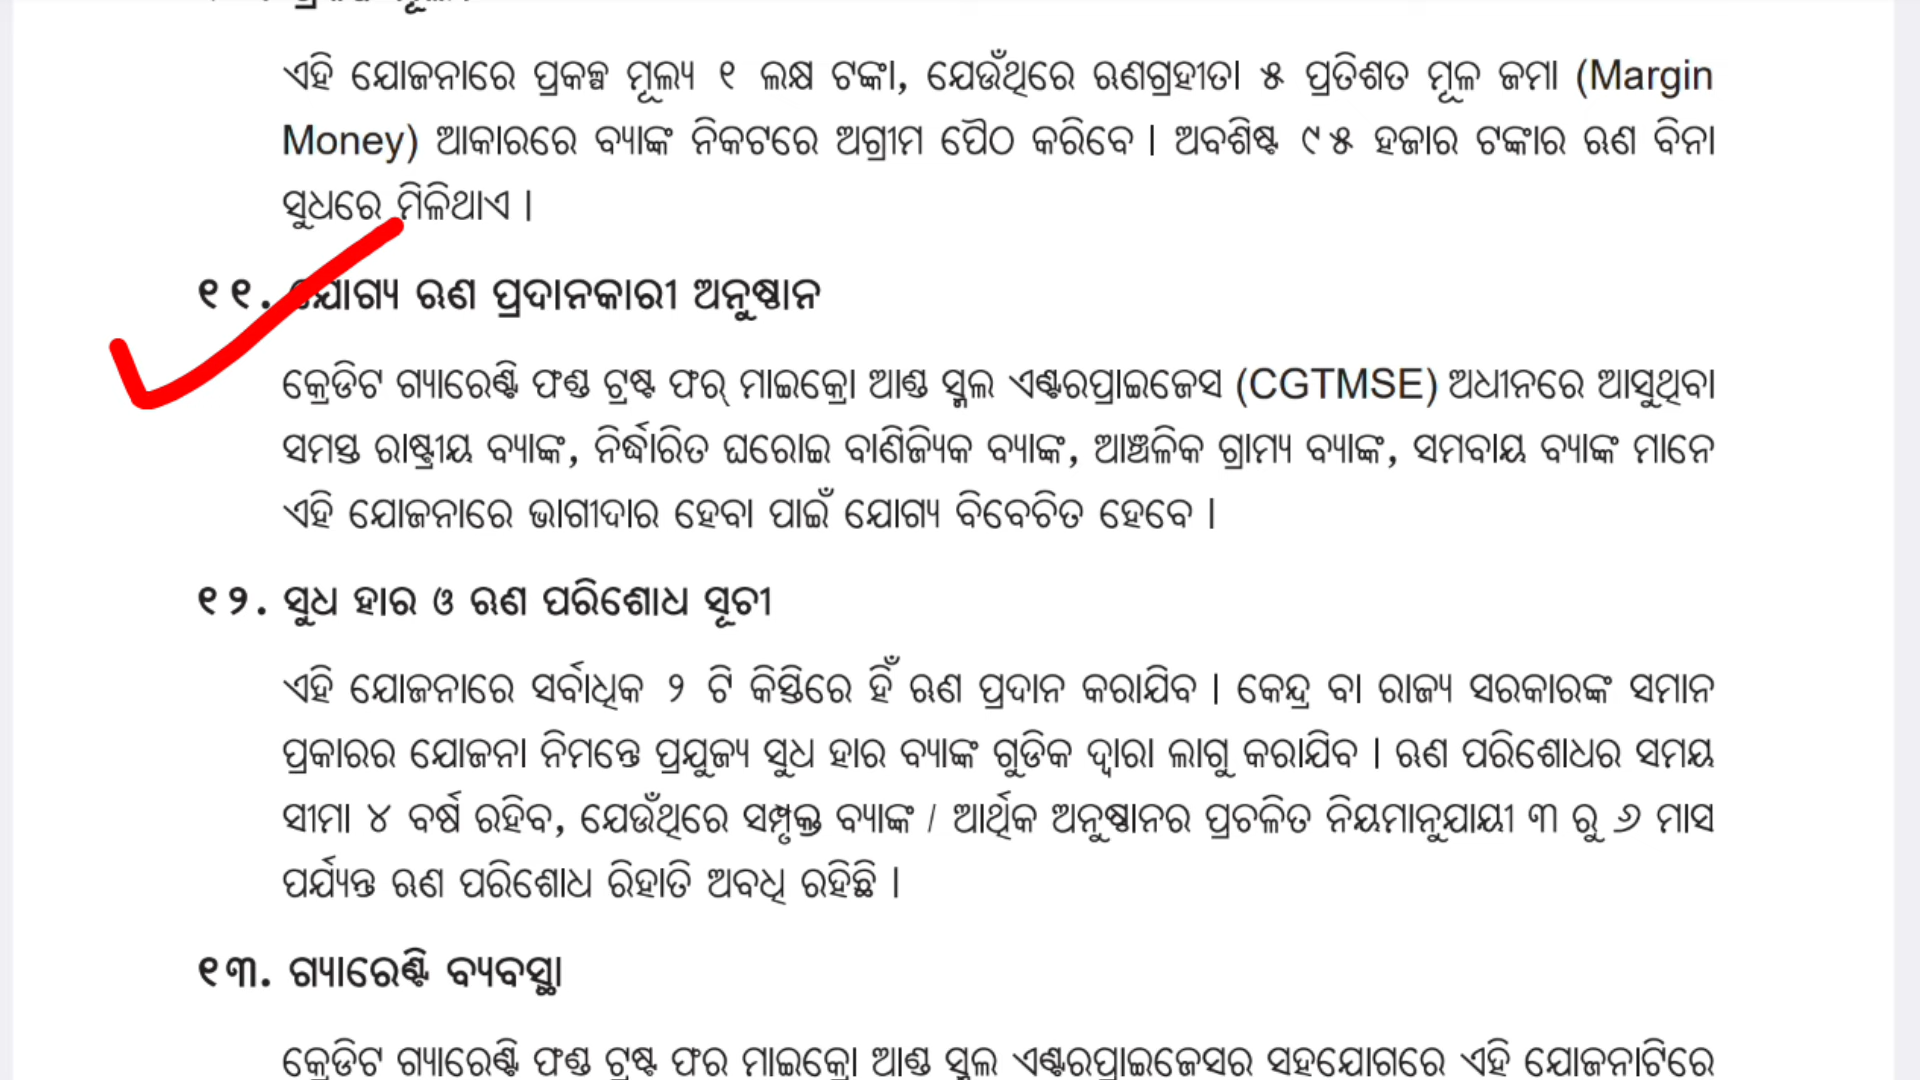 ଏହି ଯୋଜନାରେ ପ୍ରକଳ୍ପ ମୂଲ୍ୟ ୧ ଲକ୍ଷ ଟଙ୍କା, ଯେଉଁଥିରେ ଋଣଗ୍ରହୀତା ୫ ପ୍ରତିଶତ ମୂଳ ଜମା (Margin
Money) ଆକାରରେ ବ୍ୟାଙ୍କ ନିକଟରେ ଅଗ୍ରୀମ ପୈଠ କରିବେ । ଅବଶିଷ୍ଟ ୯୫ ହଜାର ଟଙ୍କାର ଋଣ ବିନା
ସୁଧରେ ମିଳିଥାଏ ।
୧୧. ଯୋଗ୍ୟ ଋଣ ପ୍ରଦାନକାରୀ ଅନୁଷ୍ଠାନ
କ୍ରେଡିଟ ଗ୍ୟାରେଣ୍ଟି ଫଣ୍ଡ ଟ୍ରଷ୍ଟ ଫର୍ ମାଇକ୍ରୋ ଆଣ୍ଡ ସ୍ମଲ ଏଣ୍ଟରପ୍ରାଇଜେସ (CGTMSE) ଅଧୀନରେ ଆସୁଥିବା
ସମସ୍ତ ରାଷ୍ଟ୍ରୀୟ ବ୍ୟାଙ୍କ, ନିର୍ଦ୍ଧାରିତ ଘରୋଇ ବାଣିଜ୍ୟିକ ବ୍ୟାଙ୍କ, ଆଞ୍ଚଳିକ ଗ୍ରାମ୍ୟ ବ୍ୟାଙ୍କ, ସମବାୟ ବ୍ୟାଙ୍କ ମାନେ
ଏହି ଯୋଜନାରେ ଭାଗୀଦାର ହେବା ପାଇଁ ଯୋଗ୍ୟ ବିବେଚିତ ହେବେ ।
୧୨. ସୁଧ ହାର ଓ ଋଣ ପରିଶୋଧ ସୂଚୀ
ଏହି ଯୋଜନାରେ ସର୍ବାଧିକ ୨ ଟି କିସ୍ତିରେ ହିଁ ଋଣ ପ୍ରଦାନ କରାଯିବ । କେନ୍ଦ୍ର ବା ରାଜ୍ୟ ସରକାରଙ୍କ ସମାନ
ପ୍ରକାରର ଯୋଜନା ନିମନ୍ତେ ପ୍ରଯୁଜ୍ୟ ସୁଧ ହାର ବ୍ୟାଙ୍କ ଗୁଡିକ ଦ୍ୱାରା ଲାଗୁ କରାଯିବ । ଋଣ ପରିଶୋଧର ସମୟ
ସୀମା ୪ ବର୍ଷ ରହିବ, ଯେଉଁଥିରେ ସମ୍ପୃକ୍ତ ବ୍ୟାଙ୍କ / ଆର୍ଥିକ ଅନୁଷ୍ଠାନର ପ୍ରଚଳିତ ନିୟମାନୁଯାୟୀ ୩ ରୁ ୬ ମାସ
ପର୍ଯ୍ୟନ୍ତ ଋଣ ପରିଶୋଧ ରିହାତି ଅବଧି ରହିଛି ।
୧୩. ଗ୍ୟାରେଣ୍ଟି ବ୍ୟବସ୍ଥା
କ୍ରେଡିଟ ଗ୍ୟାରେଣ୍ଟି ଫଣ୍ଡ ଟ୍ରଷ୍ଟ ଫର ମାଇକ୍ରୋ ଆଣ୍ଡ ସ୍ମଲ ଏଣ୍ଟରପ୍ରାଇଜେସର ସହଯୋଗରେ ଏହି ଯୋଜନାଟିରେ